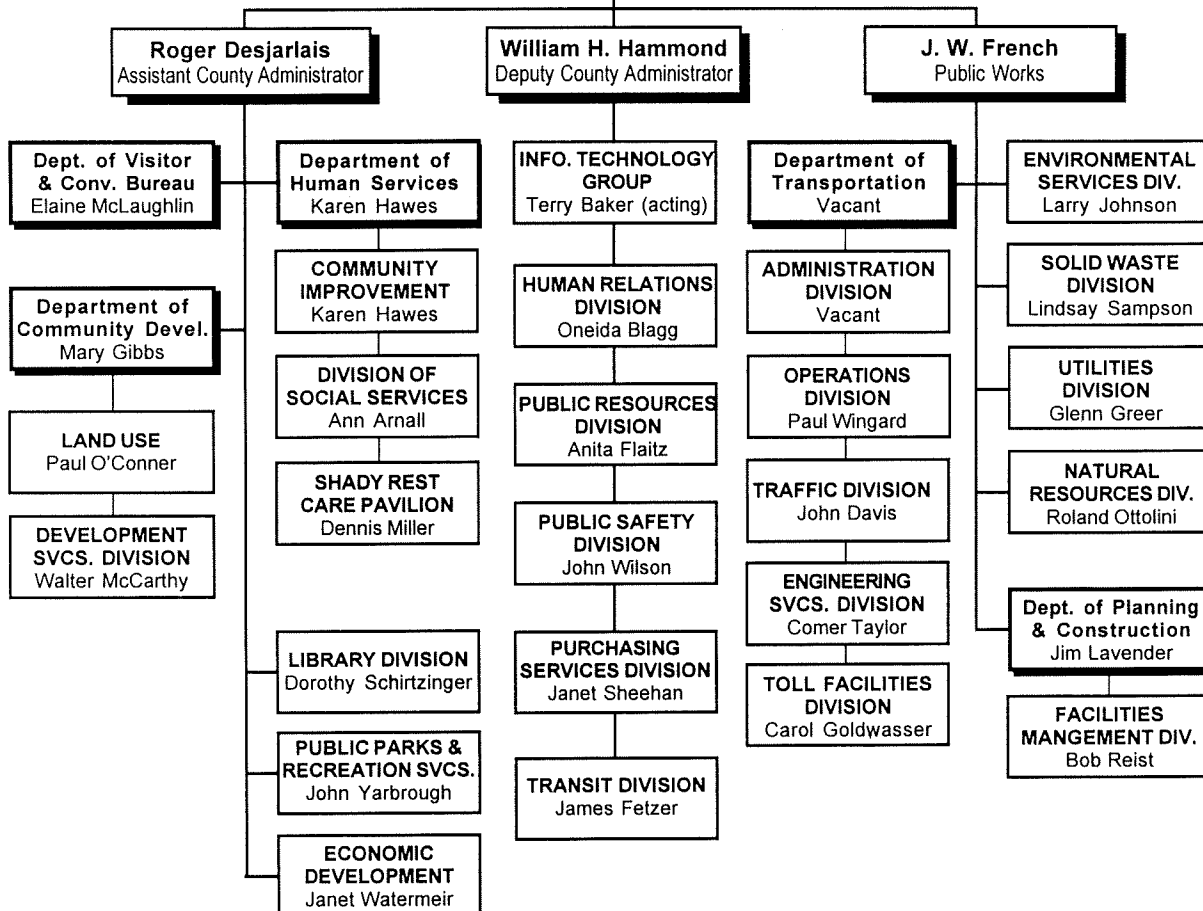 Roger Desjarlais
Assistant County Administrator
William H. Hammond
Deputy County Administrator
J. W. French
Public Works
Dept. of Visitor
& Conv. Bureau
Elaine McLaughlin
Department of
Community Devel.
Mary Gibbs
LAND USE
Paul O'Conner
DEVELOPMENT
SVCS. DIVISION
Walter McCarthy
Department of
Human Services
Karen Hawes
COMMUNITY
IMPROVEMENT
Karen Hawes
DIVISION OF
SOCIAL SERVICES
Ann Arnall
SHADY REST
CARE PAVILION
Dennis Miller
LIBRARY DIVISION
Dorothy Schirtzinger
PUBLIC PARKS &
RECREATION SVCS.
John Yarbrough
ECONOMIC
DEVELOPMENT
Janet Watermeir
INFO. TECHNOLOGY
GROUP
Terry Baker (acting)
HUMAN RELATIONS
DIVISION
Oneida Blagg
PUBLIC RESOURCES
DIVISION
Anita Flaitz
PUBLIC SAFETY
DIVISION
John Wilson
PURCHASING
SERVICES DIVISION
Janet Sheehan
TRANSIT DIVISION
James Fetzer
Department of
Transportation
Vacant
ADMINISTRATION
DIVISION
Vacant
OPERATIONS
DIVISION
Paul Wingard
TRAFFIC DIVISION
John Davis
ENGINEERING
SVCS. DIVISION
Comer Taylor
TOLL FACILITIES
DIVISION
Carol Goldwasser
ENVIRONMENTAL
SERVICES DIV.
Larry Johnson
SOLID WASTE
DIVISION
Lindsay Sampson
UTILITIES
DIVISION
Glenn Greer
NATURAL
RESOURCES DIV.
Roland Ottolini
Dept. of Planning
& Construction
Jim Lavender
FACILITIES
MANGEMENT DIV.
Bob Reist